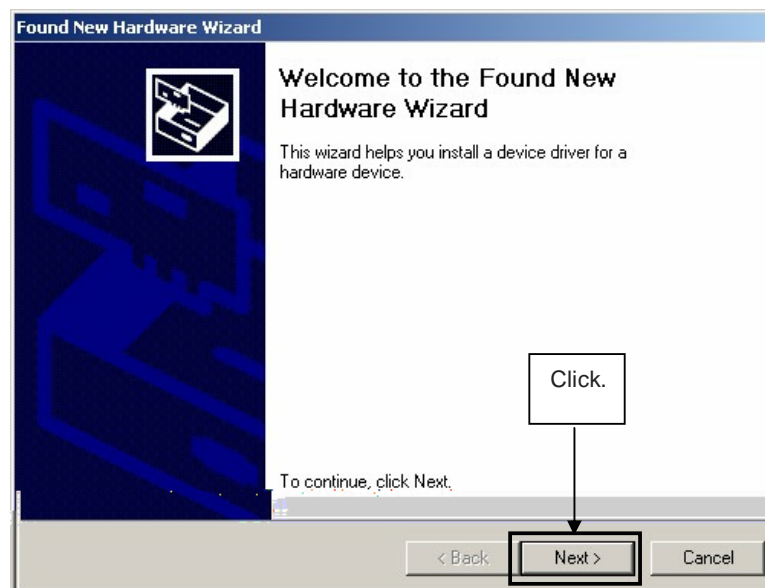 Found New Hardware Wizard
Welcome to the Found New
Hardware Wizard
This wizard helps you install a device driver for a
hardware device.
Click.
To continue, click Next.
< Back
Next >
Cancel